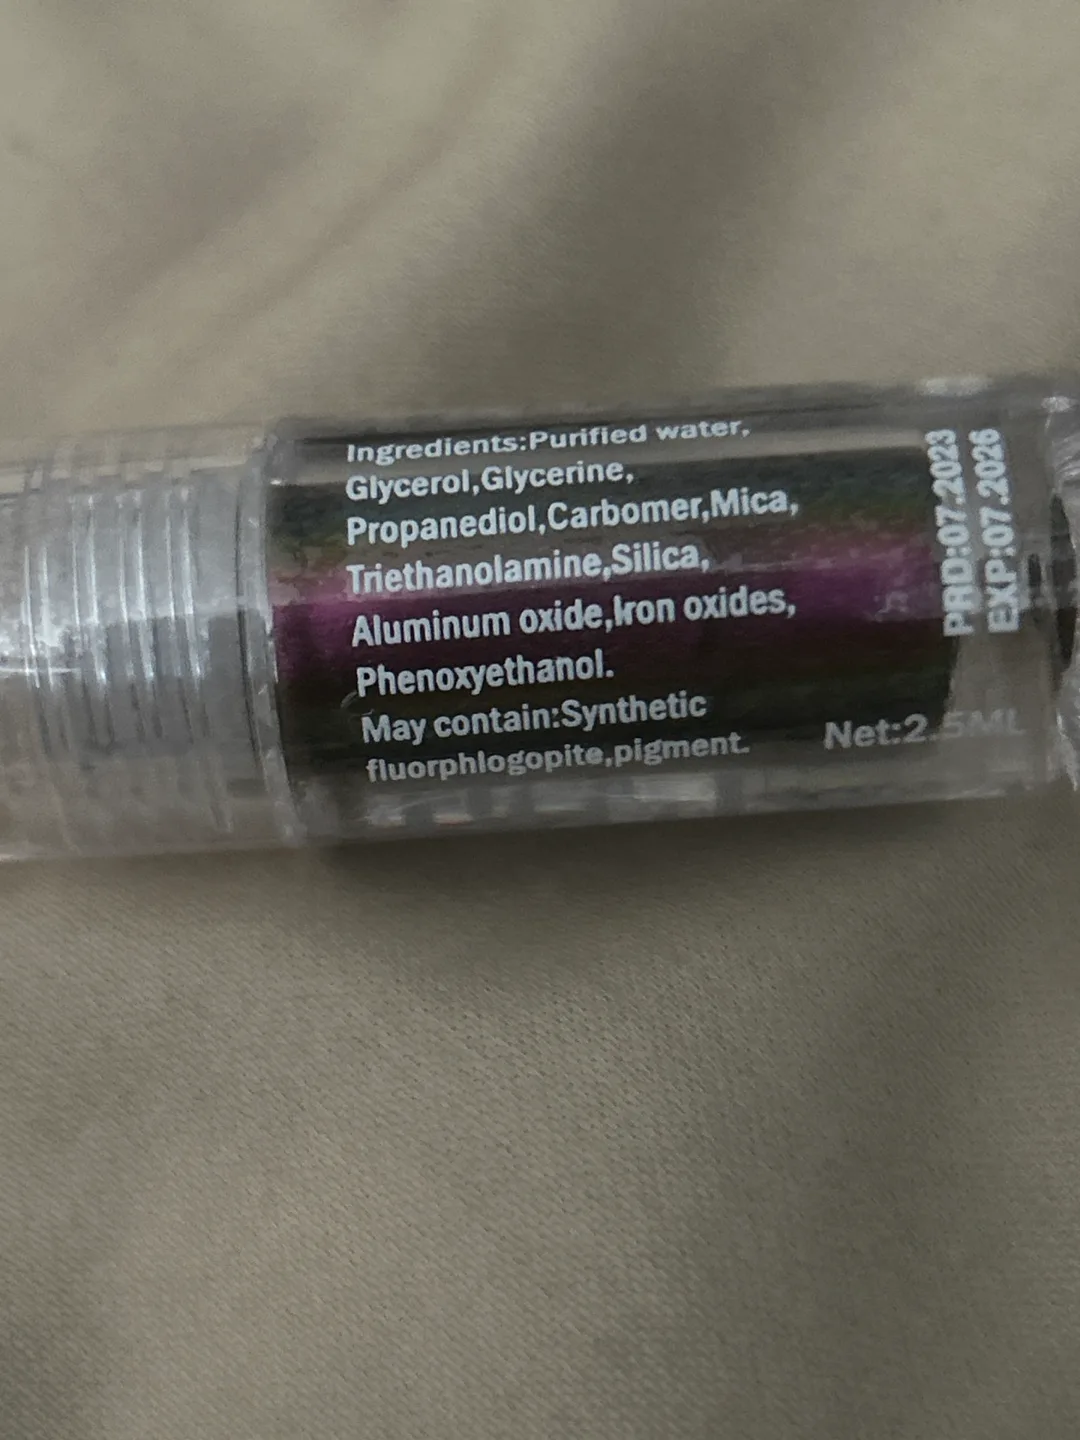 Ingredients:Purified water,
Glycerol,Glycerine,
Propanediol,Carbomer,Mica,
Triethanolamine,Silica,
Aluminum oxide,Iron oxides,
Phenoxyethanol.
May contain:Synthetic
fluorphlogopite,pigment.
Net:2.5ML
PRD:07.2023
EXP:07.2026